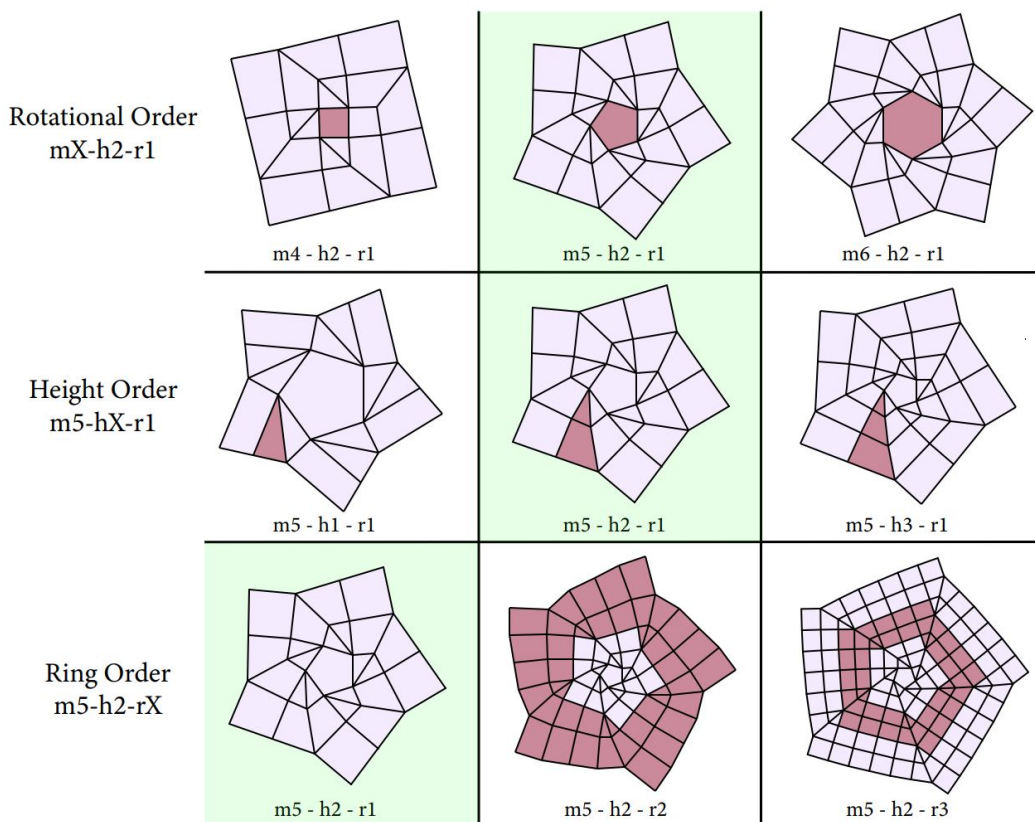 Rotational Order
mX-h2-r1
m4 - h2 - r1
m5 - h2 - r1
m6 - h2 - r1
Height Order
m5-hX-r1
m5 - h1 - r1
m5 - h2 - r1
m5 - h3 - r1
Ring Order
m5-h2-rX
m5 - h2 - r1
m5 - h2 - r2
m5 - h2 - r3